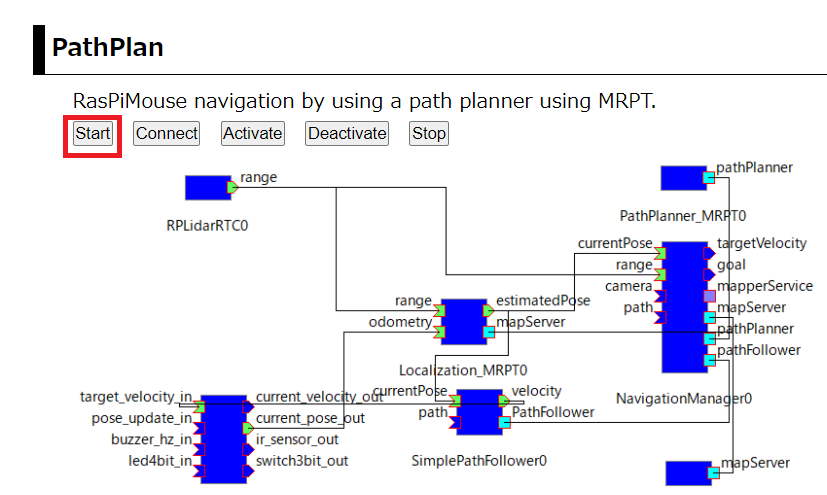 PathPlan
RasPiMouse navigation by using a path planner using MRPT.
Start Connect Activate Deactivate Stop
range
RPLidarRTC0
pathPlanner
PathPlanner_MRPT0
currentPose
range
camera
path
targetVelocity
goal
mapperService
mapServer
pathPlanner
pathFollower
NavigationManager0
range
odometry
estimatedPose
mapServer
Localization_MRPT0
currentPose
path
velocity
PathFollower
SimplePathFollower0
target_velocity_in
pose_update_in
buzzer_hz_in
led4bit_in
current_velocity_out
current_pose_out
ir_sensor_out
switch3bit_out
mapServer